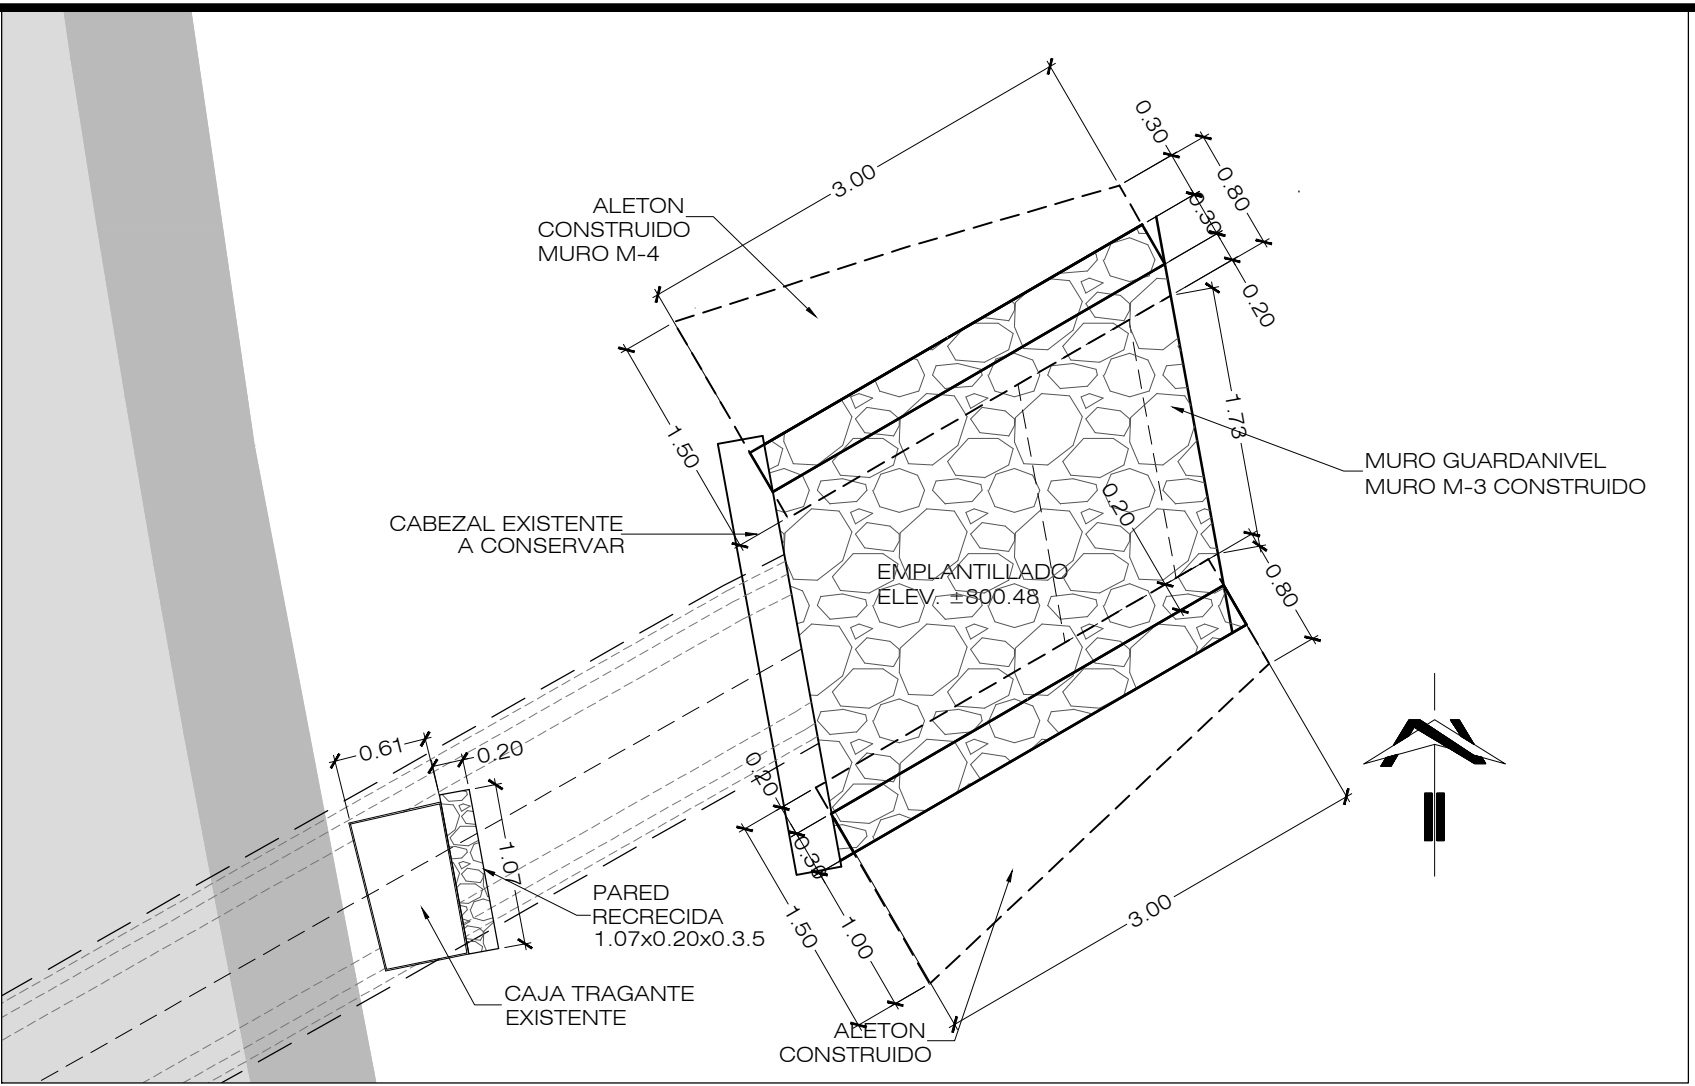 3.00
0.30
0.80
0.30
0.20
ALETON
CONSTRUIDO
MURO M-4
1.50
1.73
MURO GUARDANIVEL
MURO M-3 CONSTRUIDO
CABEZAL EXISTENTE
A CONSERVAR
0.20
EMPLANTILLADO
ELEV. ±800.48
0.80
0.61
0.20
0.20
0.30
1.07
PARED
RECRECIDA
1.07x0.20x0.3.5
1.50
1.00
3.00
CAJA TRAGANTE
EXISTENTE
ALETON
CONSTRUIDO